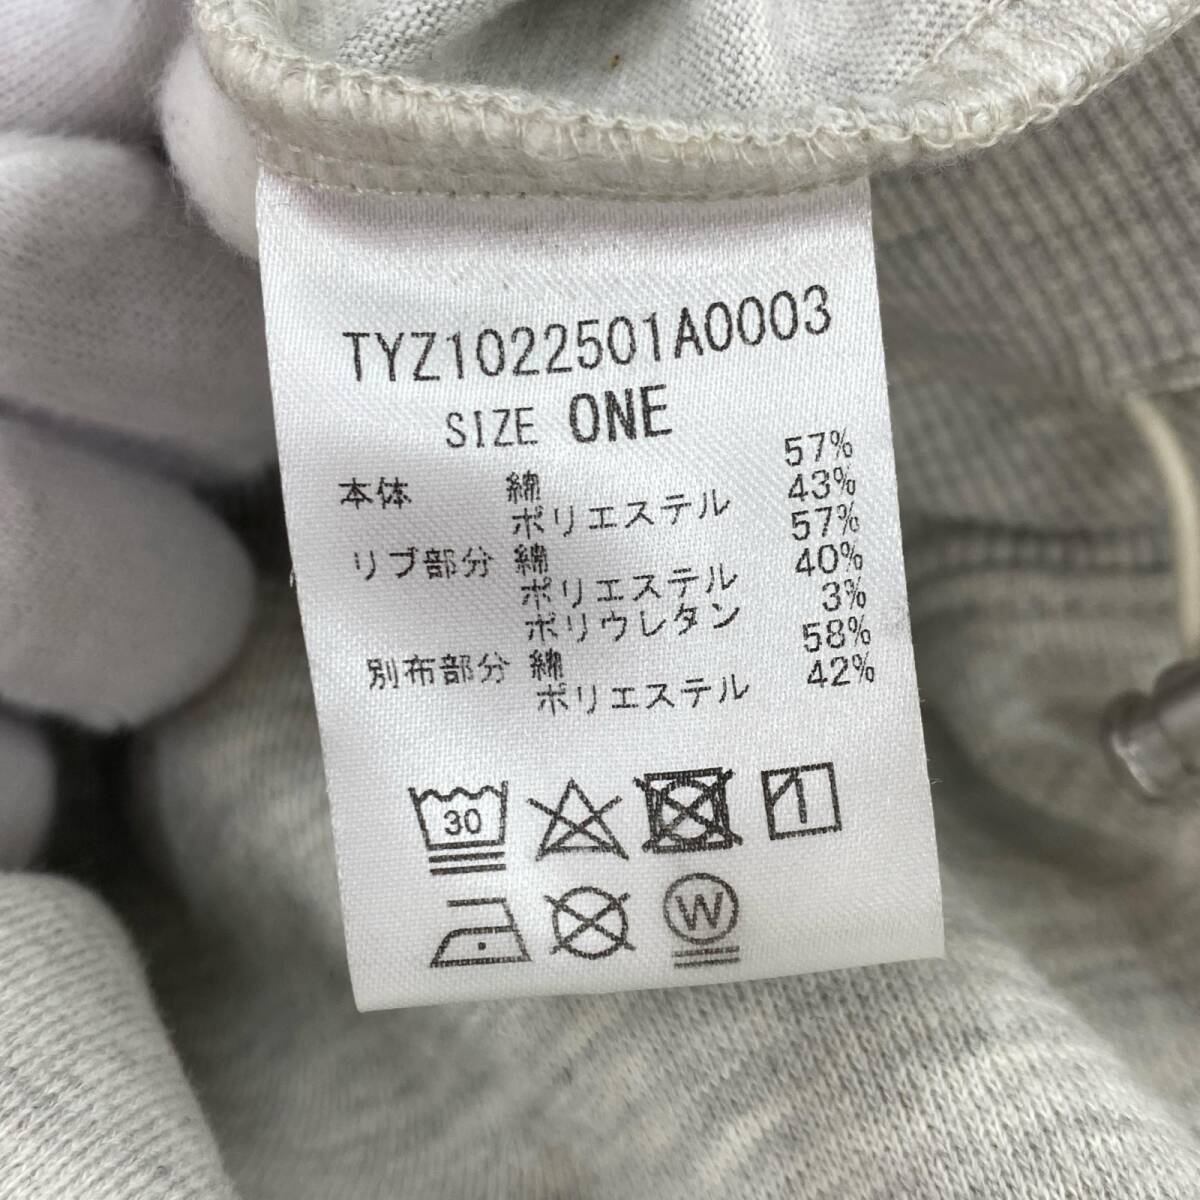 TYZ1022501A0003
SIZE ONE
本体 綿 57%
ポリエステル 43%
リブ部分 綿 57%
ポリエステル 40%
ポリウレタン 3%
別布部分 綿 58%
ポリエステル 42%
30
W